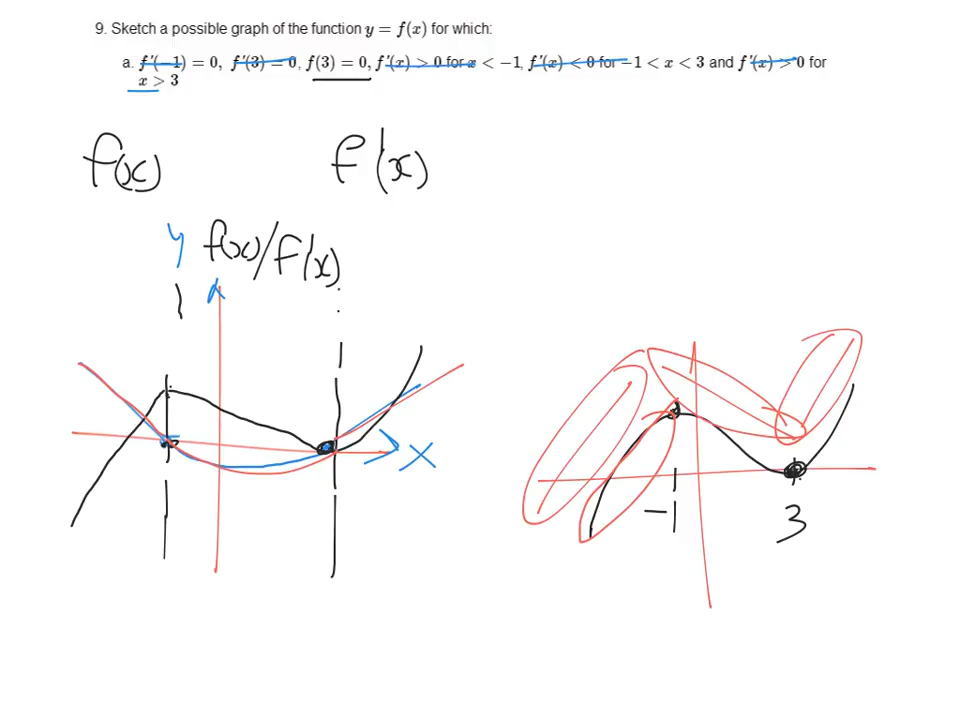 9. Sketch a possible graph of the function y = f(x) for which:
a. f'(−1) = 0, f'(3) = 0, f(3) = 0, f'(x) > 0 for x < −1, f'(x) < 0 for −1 < x < 3 and f'(x) > 0 for
x > 3
f(x) f'(x)
y f(x)/f'(x)
x
−1 3